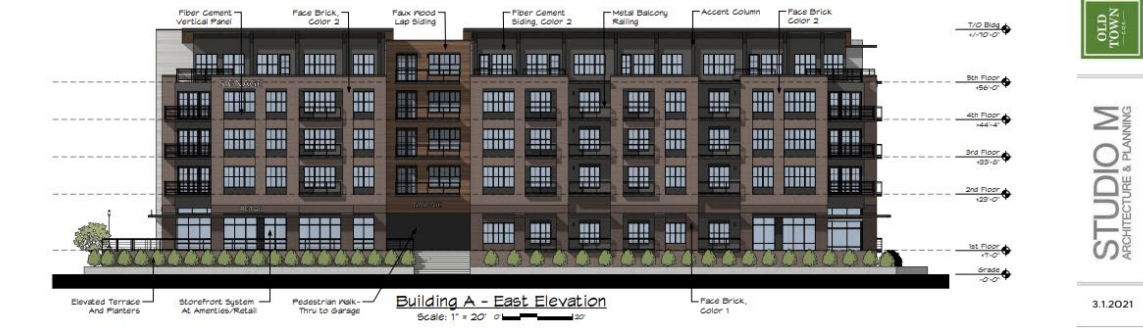 Fiber Cement
Vertical Panel
Face Brick,
Color 2
Faux Wood
Lap Siding
Fiber Cement
Siding, Color 2
Metal Balcony
Railing
Accent Column
Face Brick
Color 2
T/O Bldg
+/-70'-0"
5th Floor
+56'-0"
4th Floor
+44'-4"
3rd Floor
+33'-8"
2nd Floor
+23'-0"
1st Floor
+7'-0"
Grade
-0'-0"
Elevated Terrace
And Planters
Storefront System
At Amenties/Retail
Pedestrian Walk-
Thru to Garage
Building A - East Elevation
Scale: 1" = 20' 0' 20'
Face Brick,
Color 1
OLD
TOWN
STUDIO M
ARCHITECTURE & PLANNING
3.1.2021